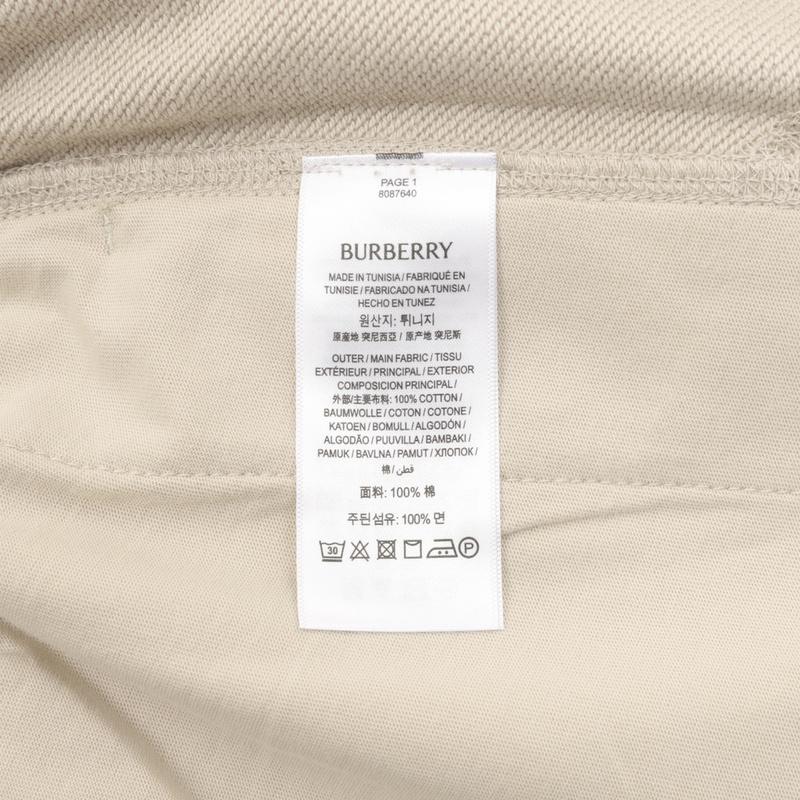 PAGE 1
8087640
BURBERRY
MADE IN TUNISIA / FABRIQUÉ EN
TUNISIE / FABRICADO NA TUNISIA /
HECHO EN TUNEZ
원산지: 튀니지
原産地 突尼西亞 / 原产地 突尼斯
OUTER / MAIN FABRIC / TISSU
EXTÉRIEUR / PRINCIPAL / EXTERIOR
COMPOSICION PRINCIPAL /
外部/主要布料: 100% COTTON /
BAUMWOLLE / COTON / COTONE /
KATOEN / BOMULL / ALGODÓN /
ALGODÃO / PUUVILLA / BAMBAKI /
PAMUK / BAVLNA / PAMUT / ХЛОПОК /
棉 / قطن
面料: 100% 棉
주된섬유: 100% 면
30 P